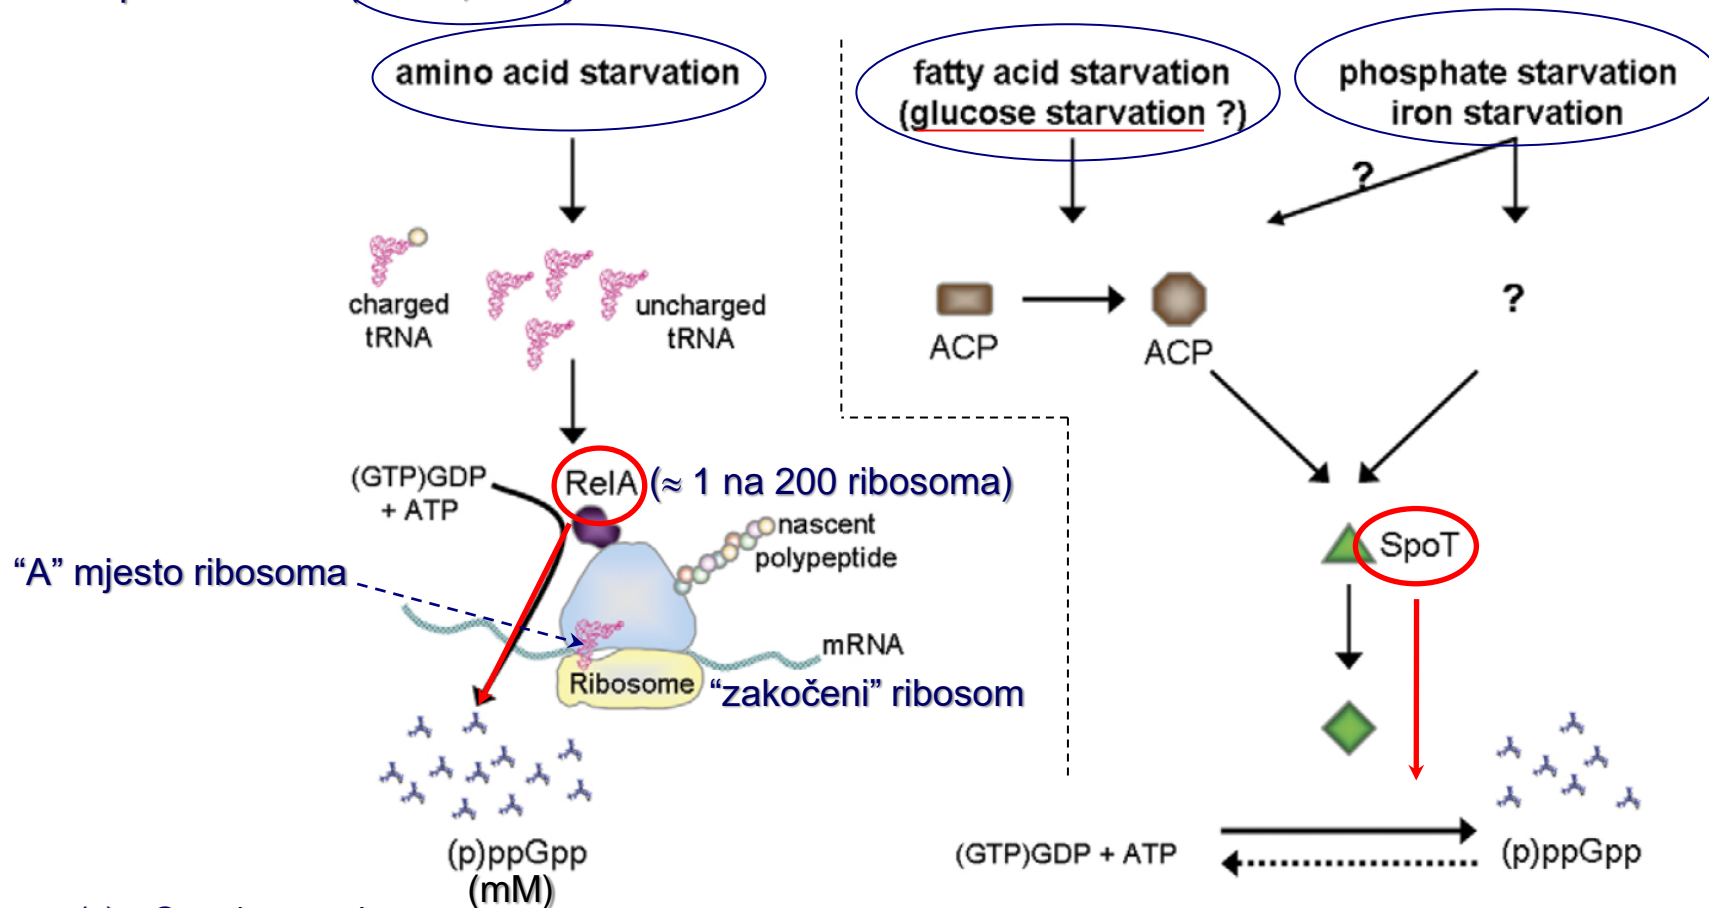 amino acid starvation
fatty acid starvation
(glucose starvation ?)
phosphate starvation
iron starvation
?
charged
tRNA
uncharged
tRNA
ACP
ACP
?
(GTP)GDP
+ ATP
RelA
(≈ 1 na 200 ribosoma)
nascent
polypeptide
SpoT
“A” mjesto ribosoma
mRNA
Ribosome
“zakočeni” ribosom
(p)ppGpp
(mM)
(GTP)GDP + ATP
(p)ppGpp